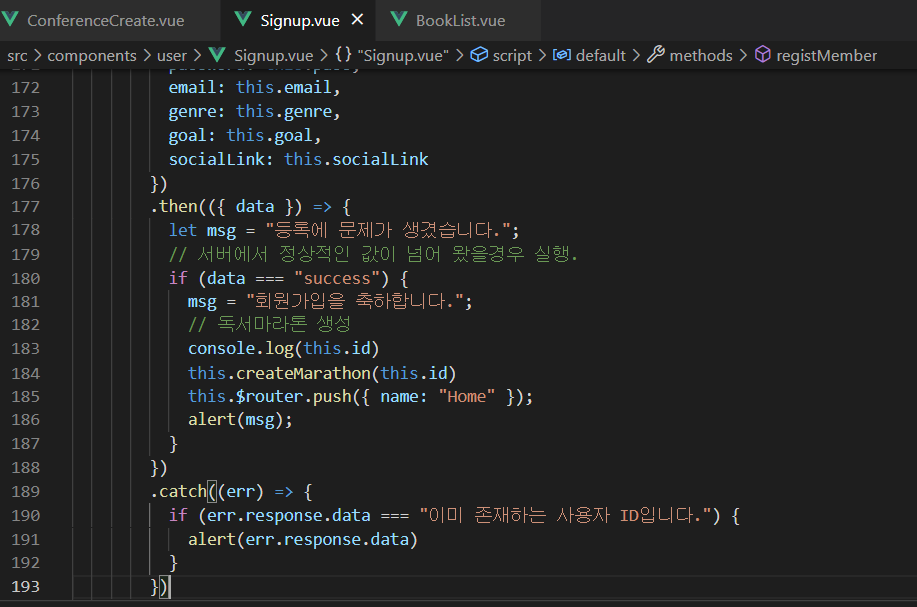 ConferenceCreate.vue Signup.vue × BookList.vue
src > components > user > Signup.vue > {} "Signup.vue" > script > default > methods > registMember
172 email: this.email,
173 genre: this.genre,
174 goal: this.goal,
175 socialLink: this.socialLink
176 })
177 .then(({ data }) => {
178 let msg = "등록에 문제가 생겼습니다.";
179 // 서버에서 정상적인 값이 넘어 왔을경우 실행.
180 if (data === "success") {
181 msg = "회원가입을 축하합니다.";
182 // 독서마라톤 생성
183 console.log(this.id)
184 this.createMarathon(this.id)
185 this.$router.push({ name: "Home" });
186 alert(msg);
187 }
188 })
189 .catch((err) => {
190 if (err.response.data === "이미 존재하는 사용자 ID입니다.") {
191 alert(err.response.data)
192 }
193 })